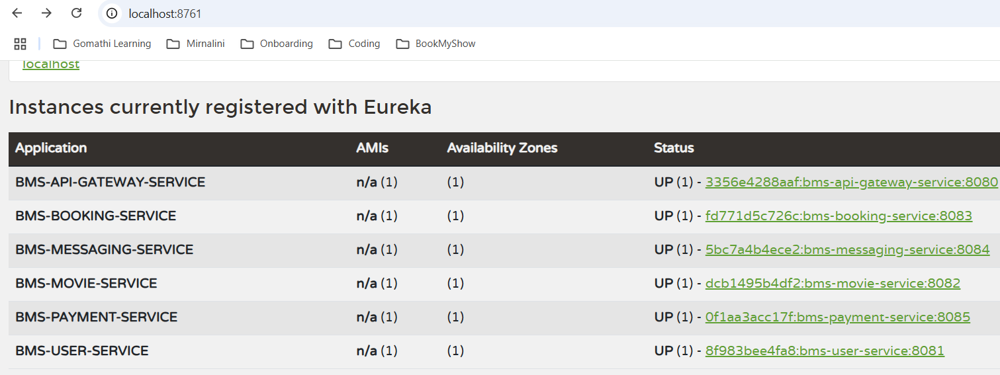 localhost:8761
Gomathi Learning Mirnalini Onboarding Coding BookMyShow
localhost
Instances currently registered with Eureka
Application AMIs Availability Zones Status
BMS-API-GATEWAY-SERVICE n/a (1) (1) UP (1) - 3356e4288aaf:bms-api-gateway-service:8080
BMS-BOOKING-SERVICE n/a (1) (1) UP (1) - fd771d5c726c:bms-booking-service:8083
BMS-MESSAGING-SERVICE n/a (1) (1) UP (1) - 5bc7a4b4ece2:bms-messaging-service:8084
BMS-MOVIE-SERVICE n/a (1) (1) UP (1) - dcb1495b4df2:bms-movie-service:8082
BMS-PAYMENT-SERVICE n/a (1) (1) UP (1) - 0f1aa3acc17f:bms-payment-service:8085
BMS-USER-SERVICE n/a (1) (1) UP (1) - 8f983bee4fa8:bms-user-service:8081